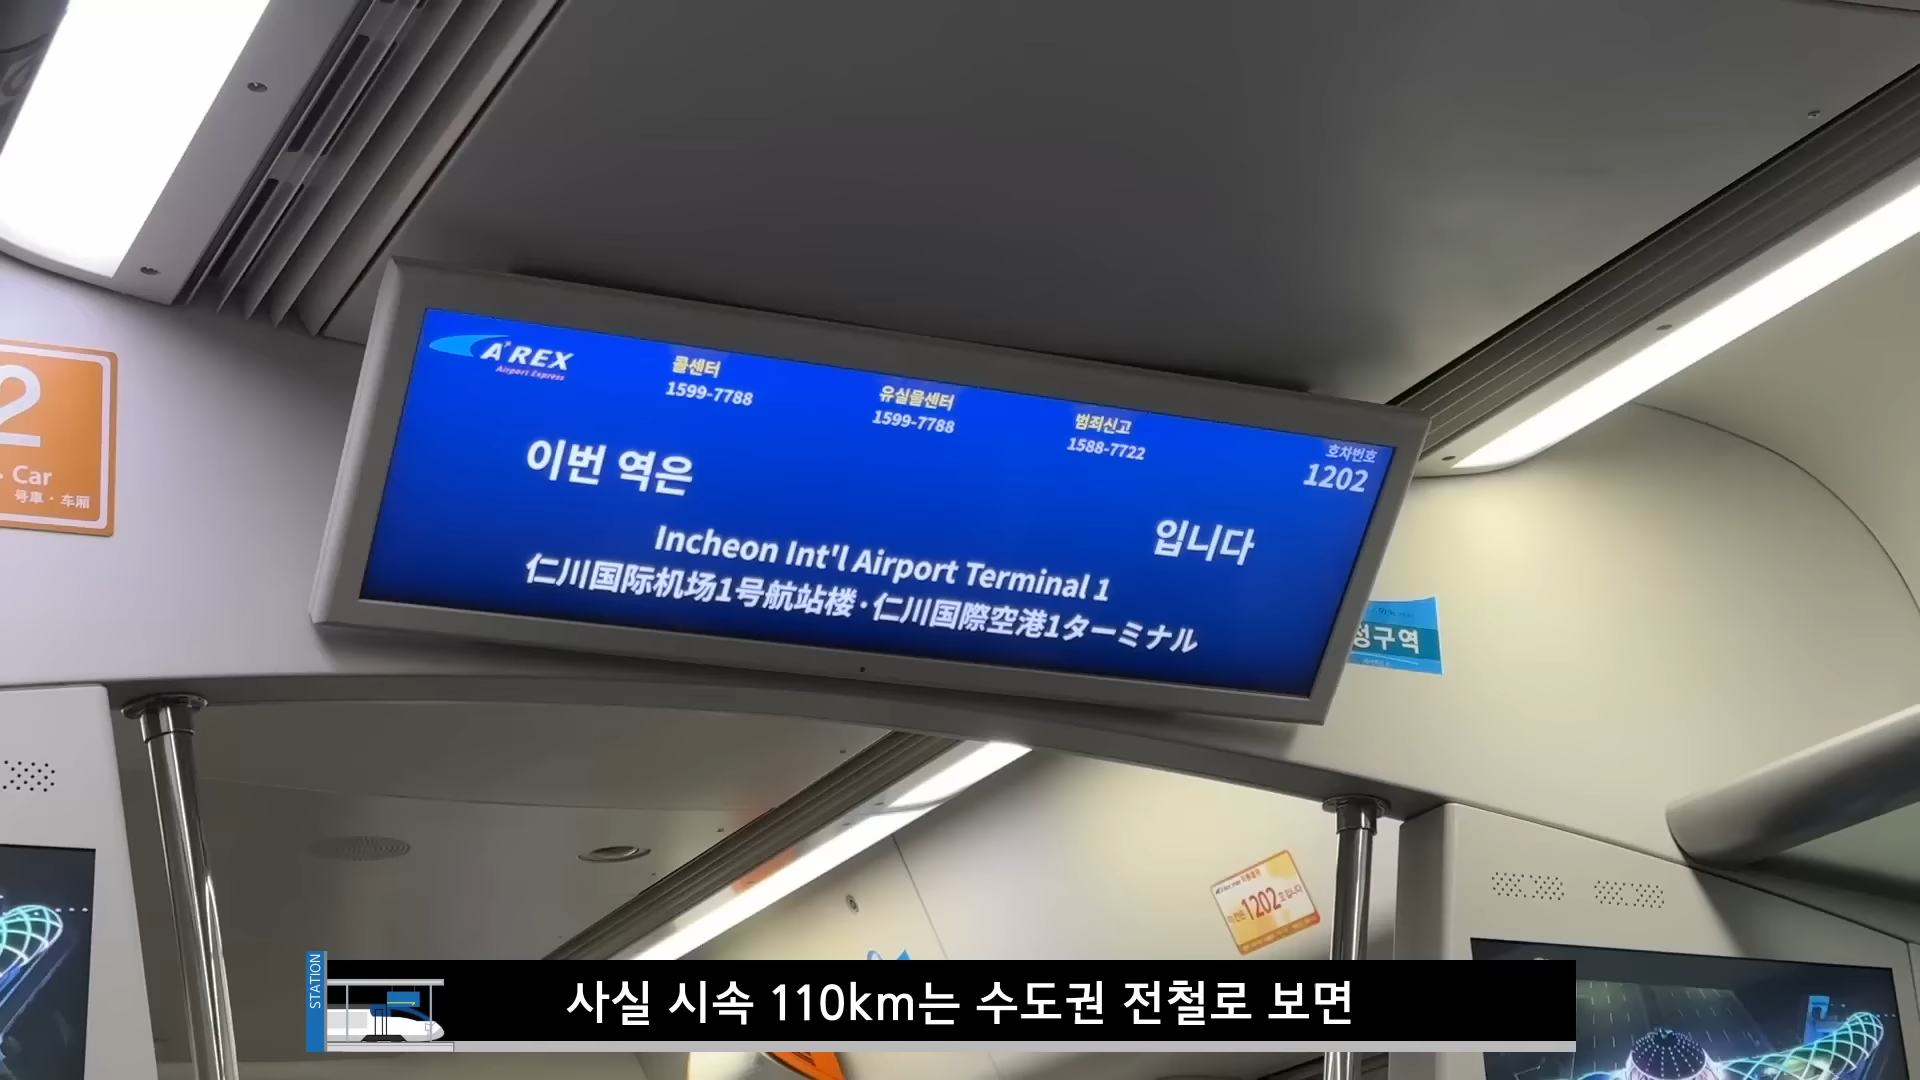 A'REX
Airport Express
콜센터
1599-7788
유실물센터
1599-7788
범죄신고
1588-7722
호차번호
1202
이번 역은
입니다
Incheon Int'l Airport Terminal 1
仁川国际机场1号航站楼·仁川国際空港1ターミナル
2
Car
号車·车厢
청구역
1202
STATION
사실 시속 110km는 수도권 전철로 보면